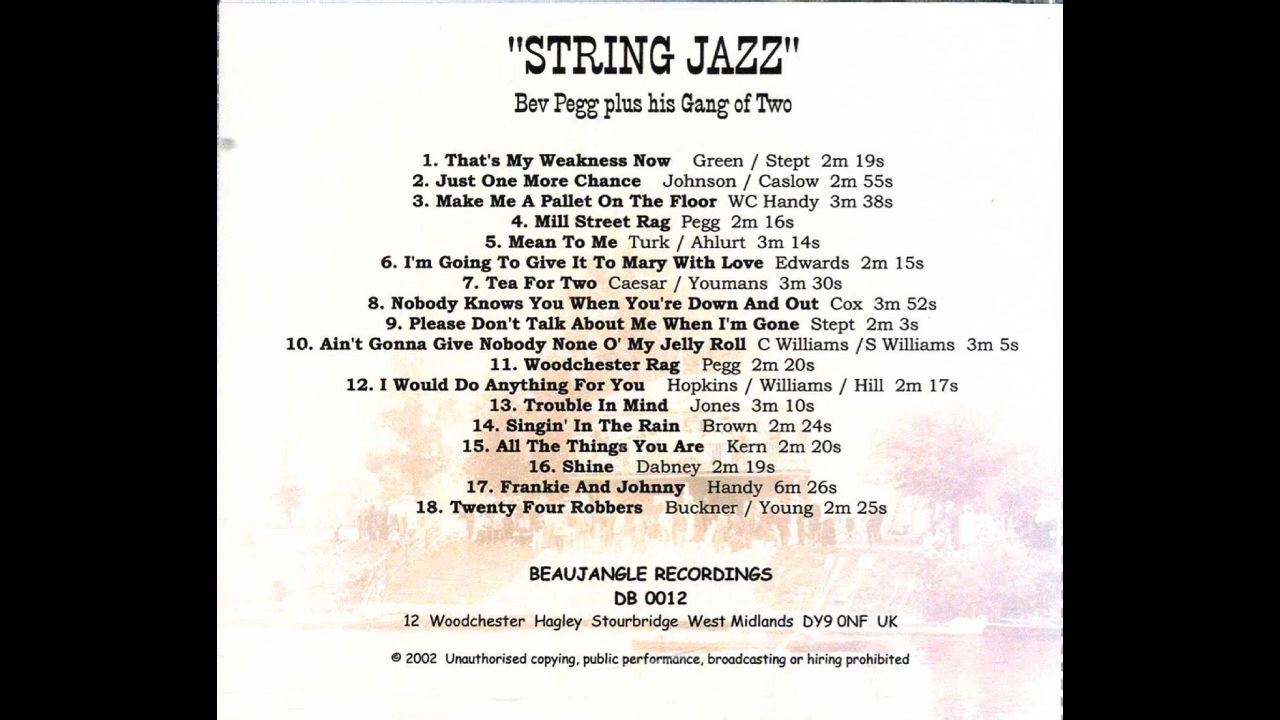 "STRING JAZZ"
Bev Pegg plus his Gang of Two
1. That's My Weakness Now Green / Stept 2m 19s
2. Just One More Chance Johnson / Caslow 2m 55s
3. Make Me A Pallet On The Floor WC Handy 3m 38s
4. Mill Street Rag Pegg 2m 16s
5. Mean To Me Turk / Ahlurt 3m 14s
6. I'm Going To Give It To Mary With Love Edwards 2m 15s
7. Tea For Two Caesar / Youmans 3m 30s
8. Nobody Knows You When You're Down And Out Cox 3m 52s
9. Please Don't Talk About Me When I'm Gone Stept 2m 3s
10. Ain't Gonna Give Nobody None O' My Jelly Roll C Williams /S Williams 3m 5s
11. Woodchester Rag Pegg 2m 20s
12. I Would Do Anything For You Hopkins / Williams / Hill 2m 17s
13. Trouble In Mind Jones 3m 10s
14. Singin' In The Rain Brown 2m 24s
15. All The Things You Are Kern 2m 20s
16. Shine Dabney 2m 19s
17. Frankie And Johnny Handy 6m 26s
18. Twenty Four Robbers Buckner / Young 2m 25s
BEAUJANGLE RECORDINGS
DB 0012
12 Woodchester Hagley Stourbridge West Midlands DY9 0NF UK
© 2002 Unauthorised copying, public performance, broadcasting or hiring prohibited